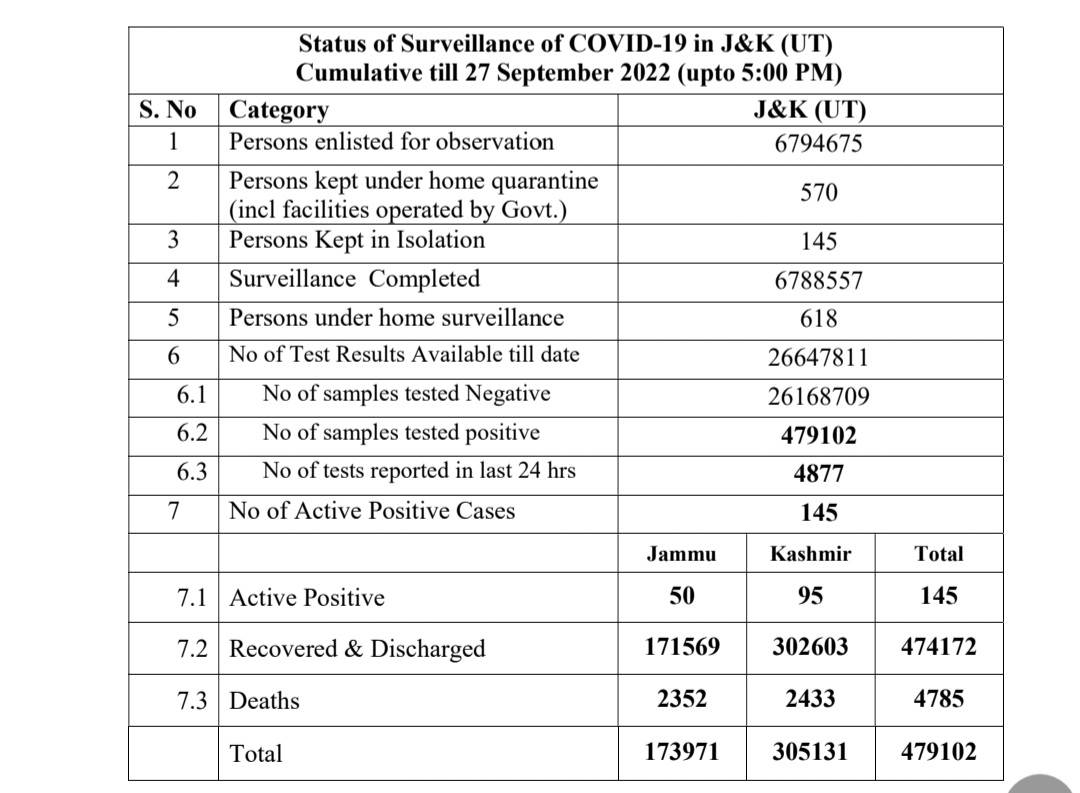 Status of Surveillance of COVID-19 in J&K (UT)
Cumulative till 27 September 2022 (upto 5:00 PM)
S. No Category J&K (UT)
1 Persons enlisted for observation 6794675
2 Persons kept under home quarantine
(incl facilities operated by Govt.) 570
3 Persons Kept in Isolation 145
4 Surveillance Completed 6788557
5 Persons under home surveillance 618
6 No of Test Results Available till date 26647811
6.1 No of samples tested Negative 26168709
6.2 No of samples tested positive 479102
6.3 No of tests reported in last 24 hrs 4877
7 No of Active Positive Cases 145
Jammu Kashmir Total
7.1 Active Positive 50 95 145
7.2 Recovered & Discharged 171569 302603 474172
7.3 Deaths 2352 2433 4785
Total 173971 305131 479102